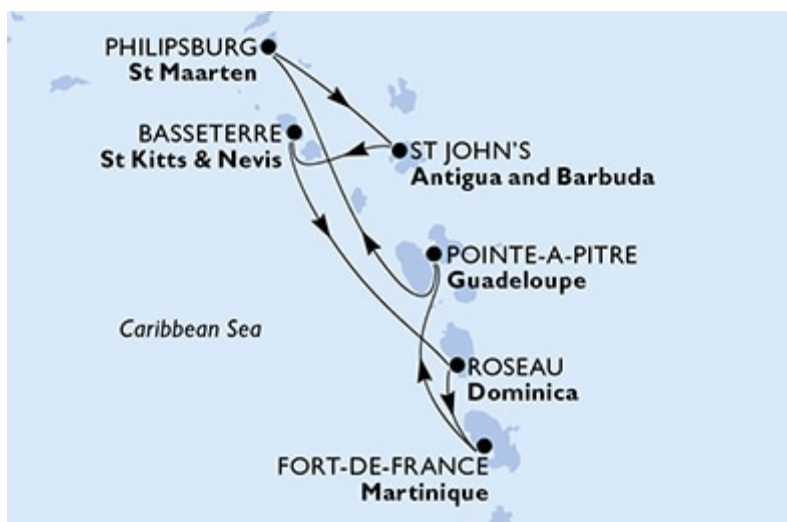 PHILIPSBURG
St Maarten
BASSETERRE
St Kitts & Nevis
ST JOHN'S
Antigua and Barbuda
POINTE-A-PITRE
Guadeloupe
Caribbean Sea
ROSEAU
Dominica
FORT-DE-FRANCE
Martinique